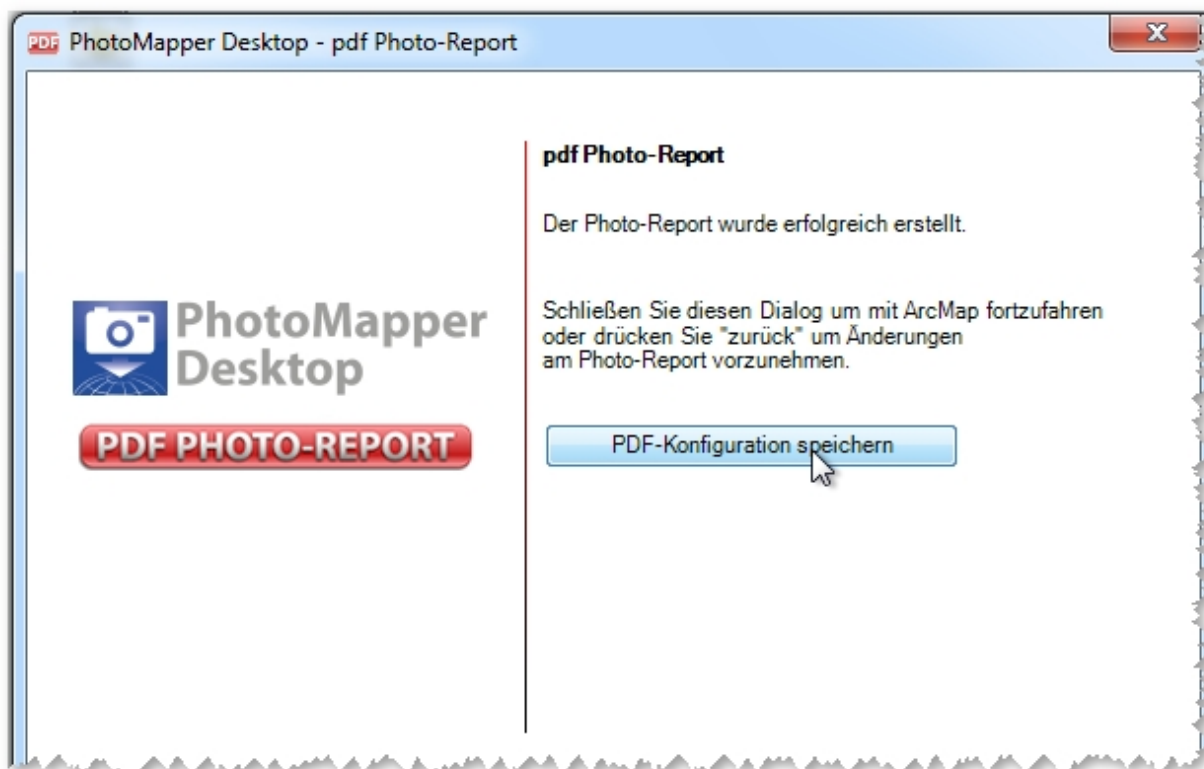 PDF PhotoMapper Desktop - pdf Photo-Report
pdf Photo-Report
Der Photo-Report wurde erfolgreich erstellt.
Schließen Sie diesen Dialog um mit ArcMap fortzufahren
oder drücken Sie "zurück" um Änderungen
am Photo-Report vorzunehmen.
PhotoMapper
Desktop
PDF PHOTO-REPORT
PDF-Konfiguration speichern